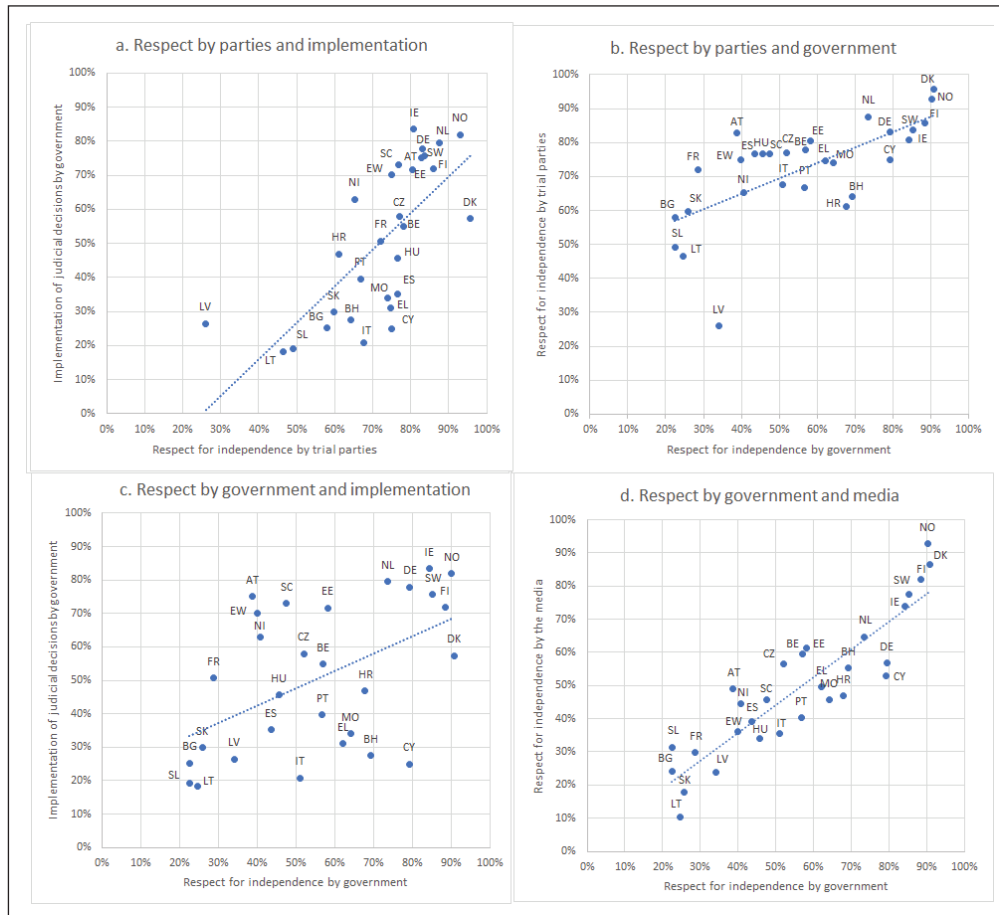 a. Respect by parties and implementation
Implementation of judicial decisions by government
100%
90%
80%
70%
60%
50%
40%
30%
20%
10%
0%
IE
NO
DE
NL
SC
AT
SW
EW
EE
FI
NI
CZ
DK
BE
FR
HR
HU
PT
MO
ES
LV
SK
BH
EL
BG
CY
SL
IT
LT
0% 10% 20% 30% 40% 50% 60% 70% 80% 90% 100%
Respect for independence by trial parties
b. Respect by parties and government
Respect for independence by trial parties
100%
90%
80%
70%
60%
50%
40%
30%
20%
10%
0%
DK
NO
NL
FI
AT
DE
SW
EE
ES
HU
SC
CZ
BE
IE
FR
EW
IT
EL
MO
CY
NI
PT
SK
BH
BG
HR
SL
LT
LV
0% 10% 20% 30% 40% 50% 60% 70% 80% 90% 100%
Respect for independence by government
c. Respect by government and implementation
Implementation of judicial decisions by government
100%
90%
80%
70%
60%
50%
40%
30%
20%
10%
0%
IE
NO
NL
DE
AT
SC
EE
SW
EW
FI
NI
CZ
BE
DK
FR
HU
HR
PT
ES
MO
SK
EL
BG
LV
BH
CY
SL
LT
IT
0% 10% 20% 30% 40% 50% 60% 70% 80% 90% 100%
Respect for independence by government
d. Respect by government and media
Respect for independence by the media
100%
90%
80%
70%
60%
50%
40%
30%
20%
10%
0%
NO
DK
FI
SW
IE
NL
BE
EE
CZ
BH
DE
AT
EL
CY
NI
SC
MO
HR
ES
PT
EW
SL
FR
HU
IT
BG
LV
SK
LT
0% 10% 20% 30% 40% 50% 60% 70% 80% 90% 100%
Respect for independence by government